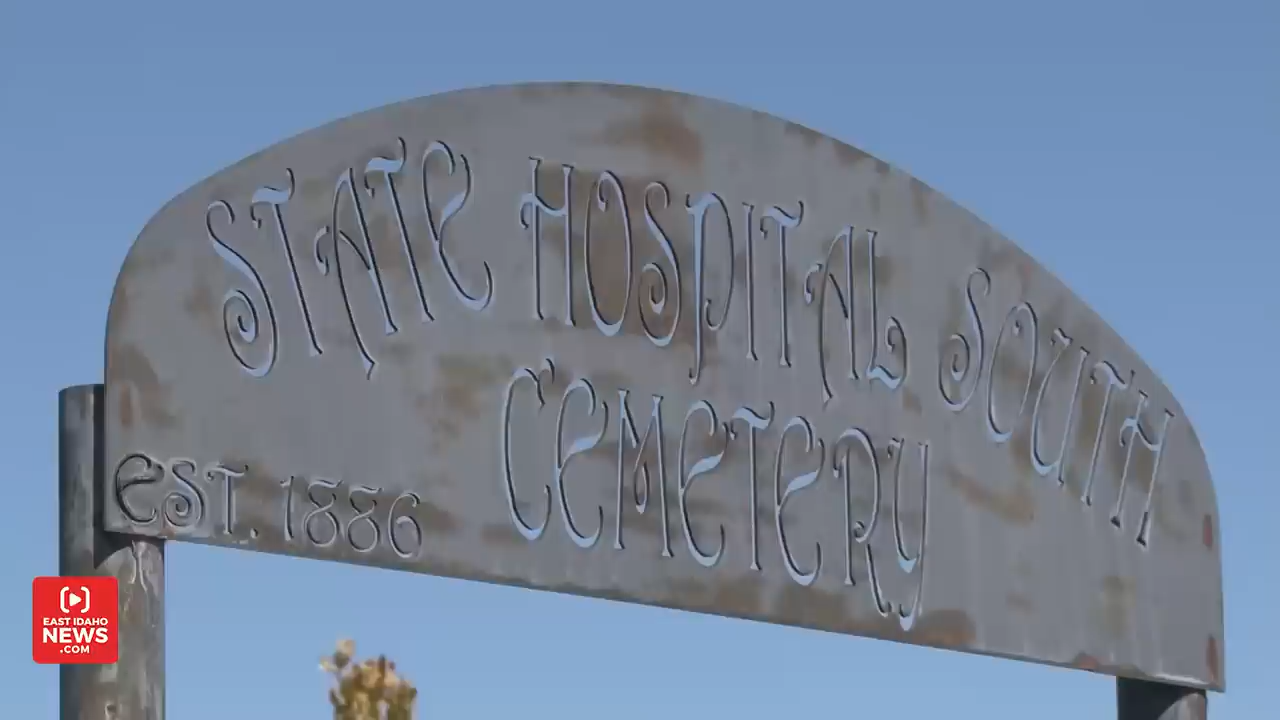 STATE HOSPITAL SOUTH
CEMETERY
EST. 1886
EAST IDAHO
NEWS
.COM